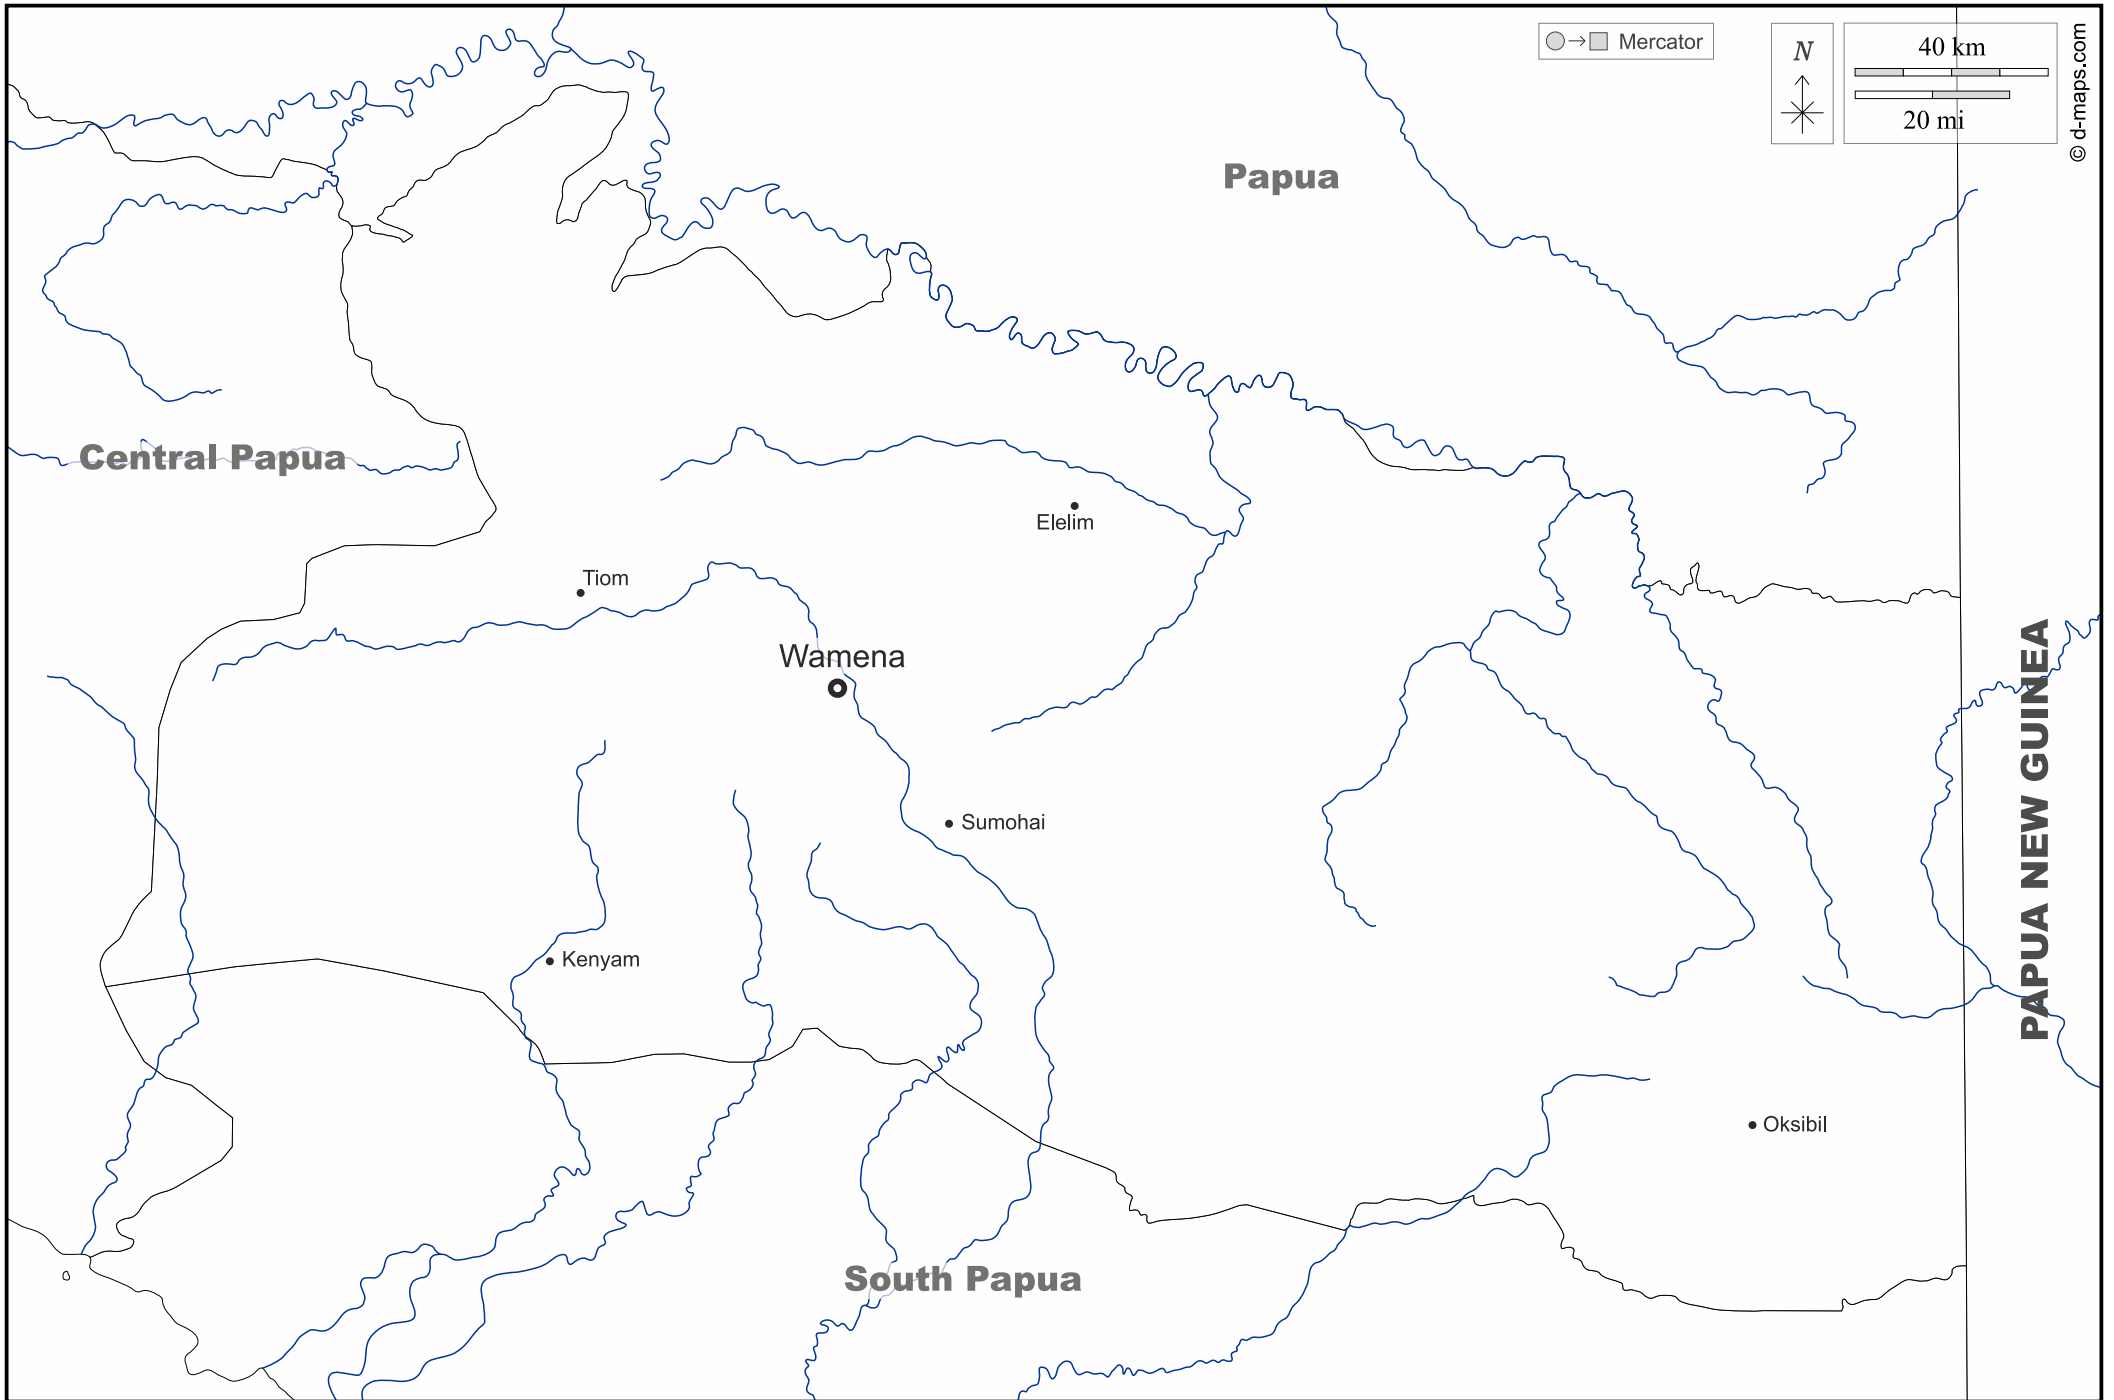 Mercator
N
40 km
20 mi
© d-maps.com
Papua
Central Papua
Elelim
Tiom
Wamena
PAPUA NEW GUINEA
Sumohai
Kenyam
Oksibil
South Papua